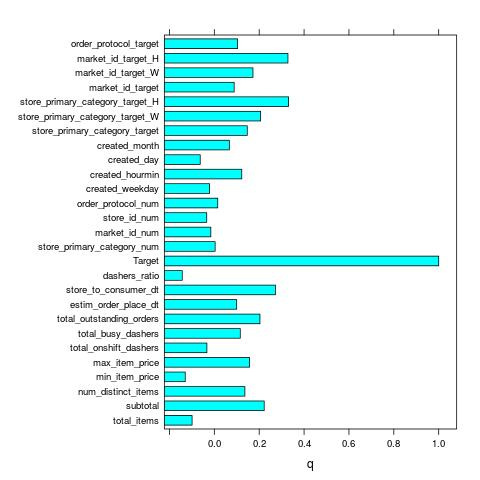 order_protocol_target
market_id_target_H
market_id_target_W
market_id_target
store_primary_category_target_H
store_primary_category_target_W
store_primary_category_target
created_month
created_day
created_hourmin
created_weekday
order_protocol_num
store_id_num
market_id_num
store_primary_category_num
Target
dashers_ratio
store_to_consumer_dt
estim_order_place_dt
total_outstanding_orders
total_busy_dashers
total_onshift_dashers
max_item_price
min_item_price
num_distinct_items
subtotal
total_items
0.0 0.2 0.4 0.6 0.8 1.0
q